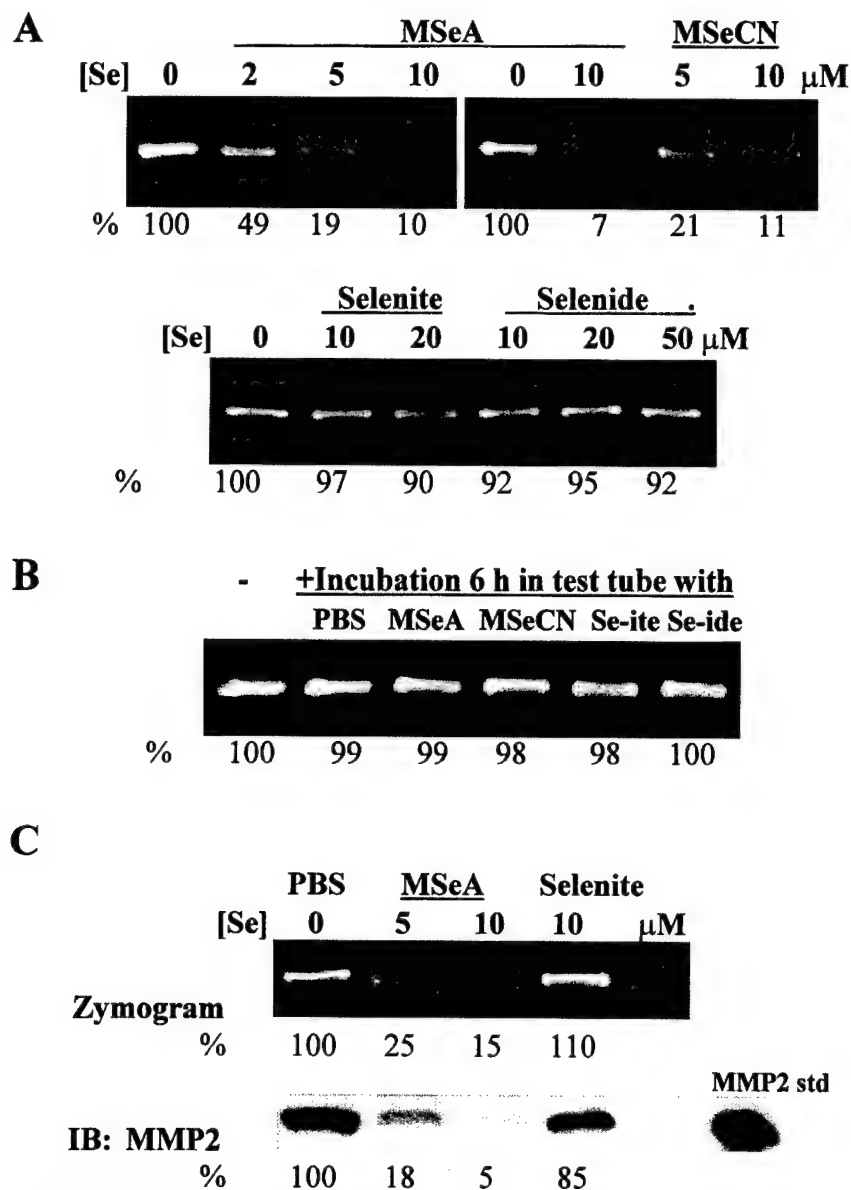 A
MSeA MSeCN
[Se] 0 2 5 10 0 10 5 10 μM
% 100 49 19 10 100 7 21 11
Selenite Selenide .
[Se] 0 10 20 10 20 50 μM
% 100 97 90 92 95 92
B
- +Incubation 6 h in test tube with
PBS MSeA MSeCN Se-ite Se-ide
% 100 99 99 98 98 100
C
PBS MSeA Selenite
[Se] 0 5 10 10 μM
Zymogram
% 100 25 15 110
MMP2 std
IB: MMP2
% 100 18 5 85